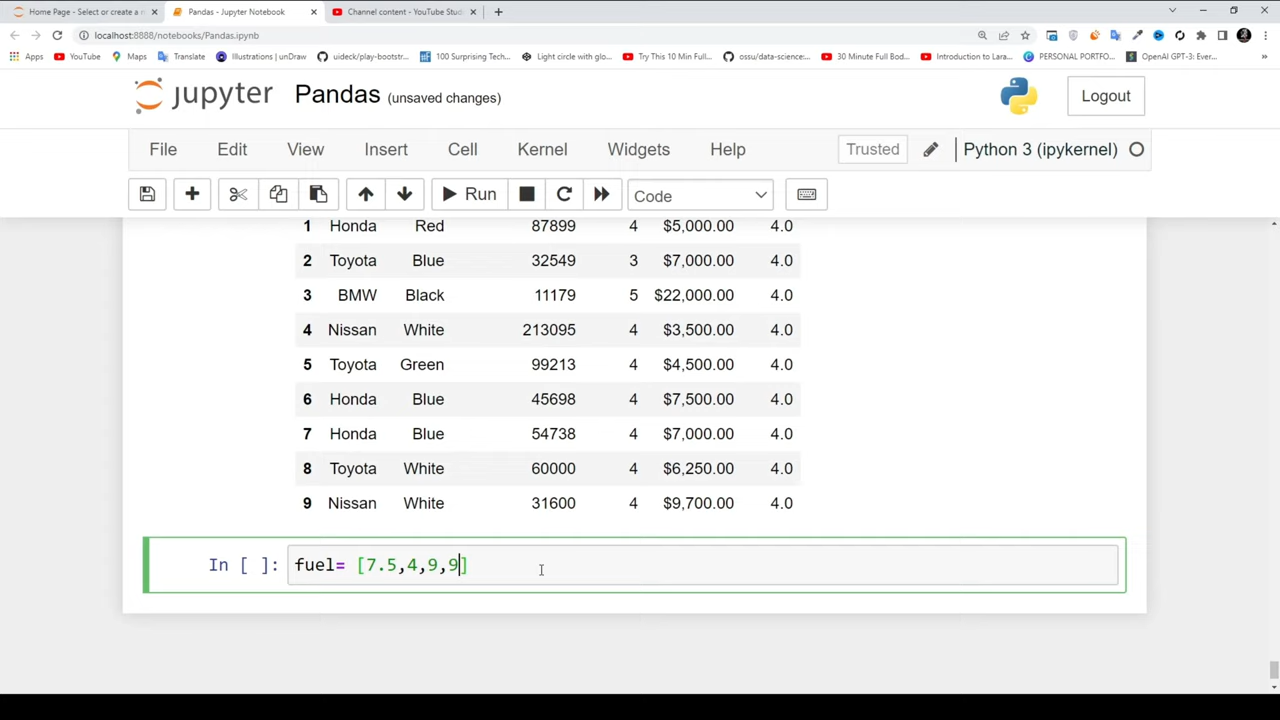 Home Page - Select or create a n
Pandas - Jupyter Notebook
Channel content - YouTube Stud
localhost:8888/notebooks/Pandas.ipynb
Apps YouTube Maps Translate Illustrations | unDraw uideck/play-bootstr... 100 Surprising Tech... Light circle with glo... Try This 10 Min Full... ossu/data-science:... 30 Minute Full Bod... Introduction to Lara... PERSONAL PORTFO... OpenAI GPT-3: Ever... »
jupyter Pandas (unsaved changes) Logout
File Edit View Insert Cell Kernel Widgets Help Trusted Python 3 (ipykernel)
Run Code
1 Honda Red 87899 4 $5,000.00 4.0
2 Toyota Blue 32549 3 $7,000.00 4.0
3 BMW Black 11179 5 $22,000.00 4.0
4 Nissan White 213095 4 $3,500.00 4.0
5 Toyota Green 99213 4 $4,500.00 4.0
6 Honda Blue 45698 4 $7,500.00 4.0
7 Honda Blue 54738 4 $7,000.00 4.0
8 Toyota White 60000 4 $6,250.00 4.0
9 Nissan White 31600 4 $9,700.00 4.0
In [ ]: fuel= [7.5,4,9,9]